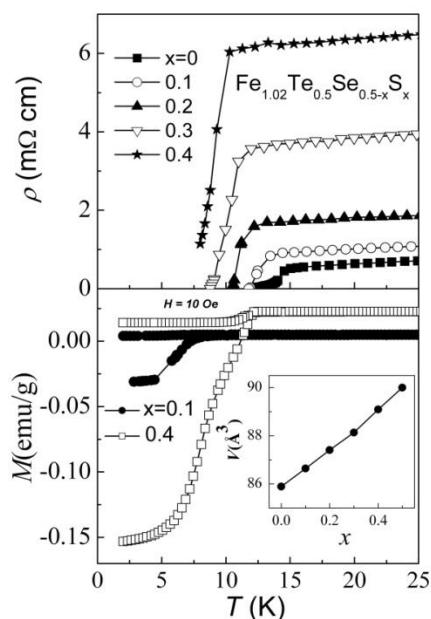 6
4
2
0
ρ (mΩ cm)
x=0
0.1
0.2
0.3
0.4
Fe1.02Te0.5Se0.5-xSx
H = 10 Oe
0.00
-0.05
-0.10
-0.15
M(emu/g)
x=0.1
0.4
90
88
86
V(Å3)
0.0 0.2 0.4
x
0 5 10 15 20 25
T (K)